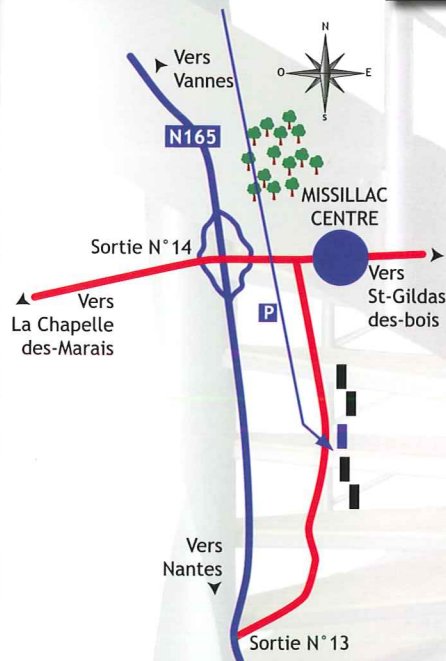 N
O
E
S
Vers
Vannes
N165
MISSILLAC
CENTRE
Sortie N°14
Vers
La Chapelle
des-Marais
Vers
St-Gildas
des-bois
P
Vers
Nantes
Sortie N°13